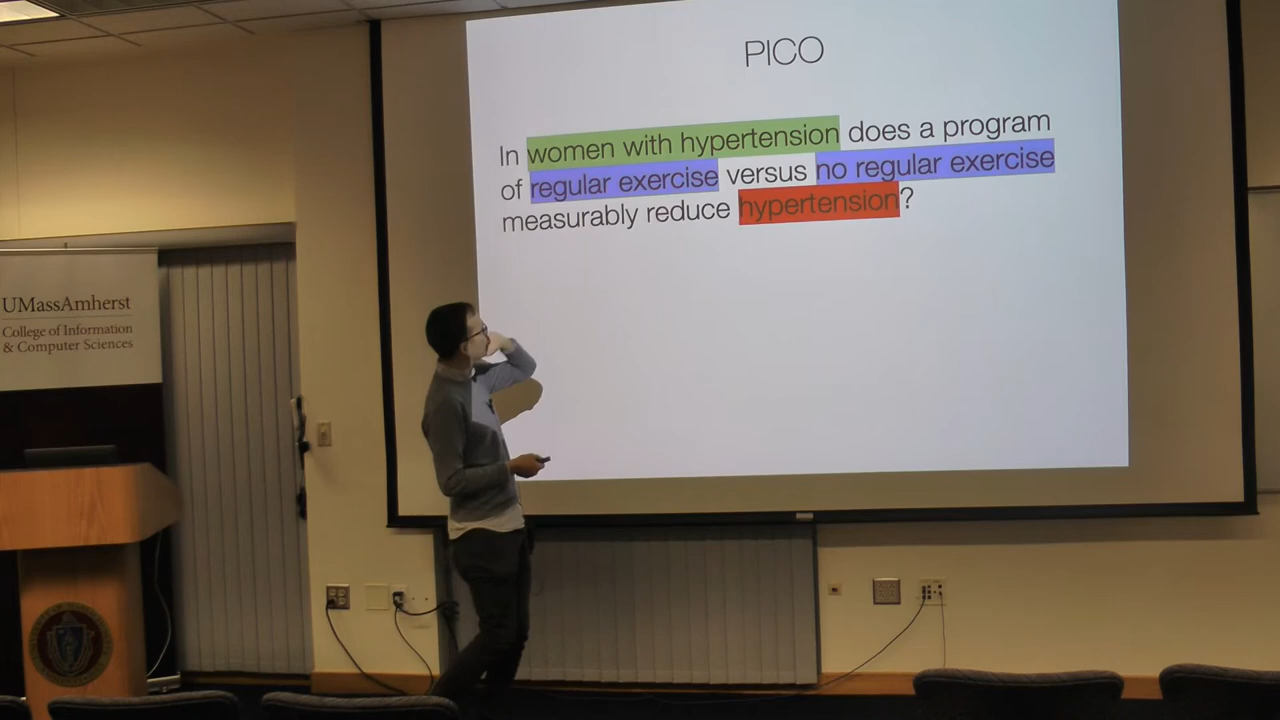 PICO
In women with hypertension does a program
of regular exercise versus no regular exercise
measurably reduce hypertension?
UMassAmherst
College of Information
& Computer Sciences